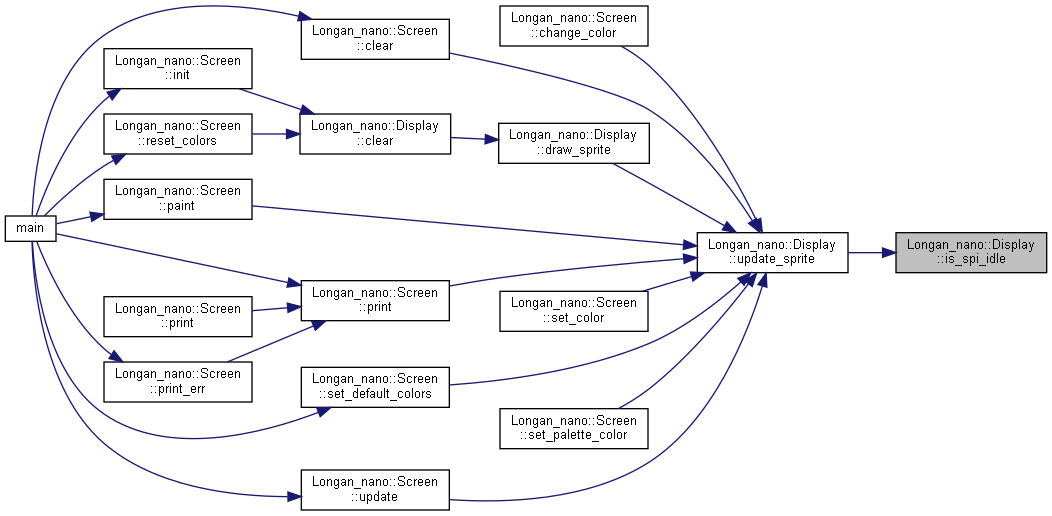 Longan_nano::Screen
::clear
Longan_nano::Screen
::change_color
Longan_nano::Screen
::init
Longan_nano::Screen
::reset_colors
Longan_nano::Display
::clear
Longan_nano::Display
::draw_sprite
Longan_nano::Screen
::paint
main
Longan_nano::Display
::update_sprite
Longan_nano::Display
::is_spi_idle
Longan_nano::Screen
::print
Longan_nano::Screen
::print
Longan_nano::Screen
::set_color
Longan_nano::Screen
::print_err
Longan_nano::Screen
::set_default_colors
Longan_nano::Screen
::set_palette_color
Longan_nano::Screen
::update